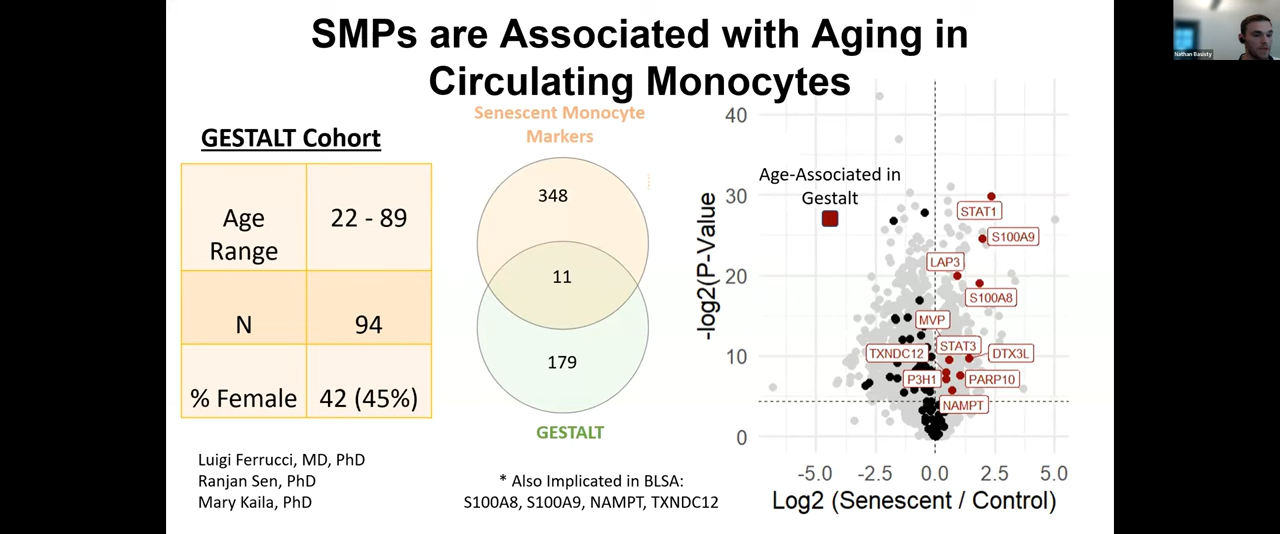 SMPs are Associated with Aging in
Circulating Monocytes
Nathan Basisty
GESTALT Cohort
Age
Range
22 - 89
N
94
% Female
42 (45%)
Luigi Ferrucci, MD, PhD
Ranjan Sen, PhD
Mary Kaila, PhD
Senescent Monocyte
Markers
348
11
179
GESTALT
* Also Implicated in BLSA:
S100A8, S100A9, NAMPT, TXNDC12
Age-Associated in
Gestalt
-log2(P-Value
40
30
20
10
0
STAT1
S100A9
LAP3
S100A8
MVP
STAT3
TXNDC12
DTX3L
P3H1
PARP10
NAMPT
-5.0
-2.5
0.0
2.5
5.0
Log2 (Senescent / Control)